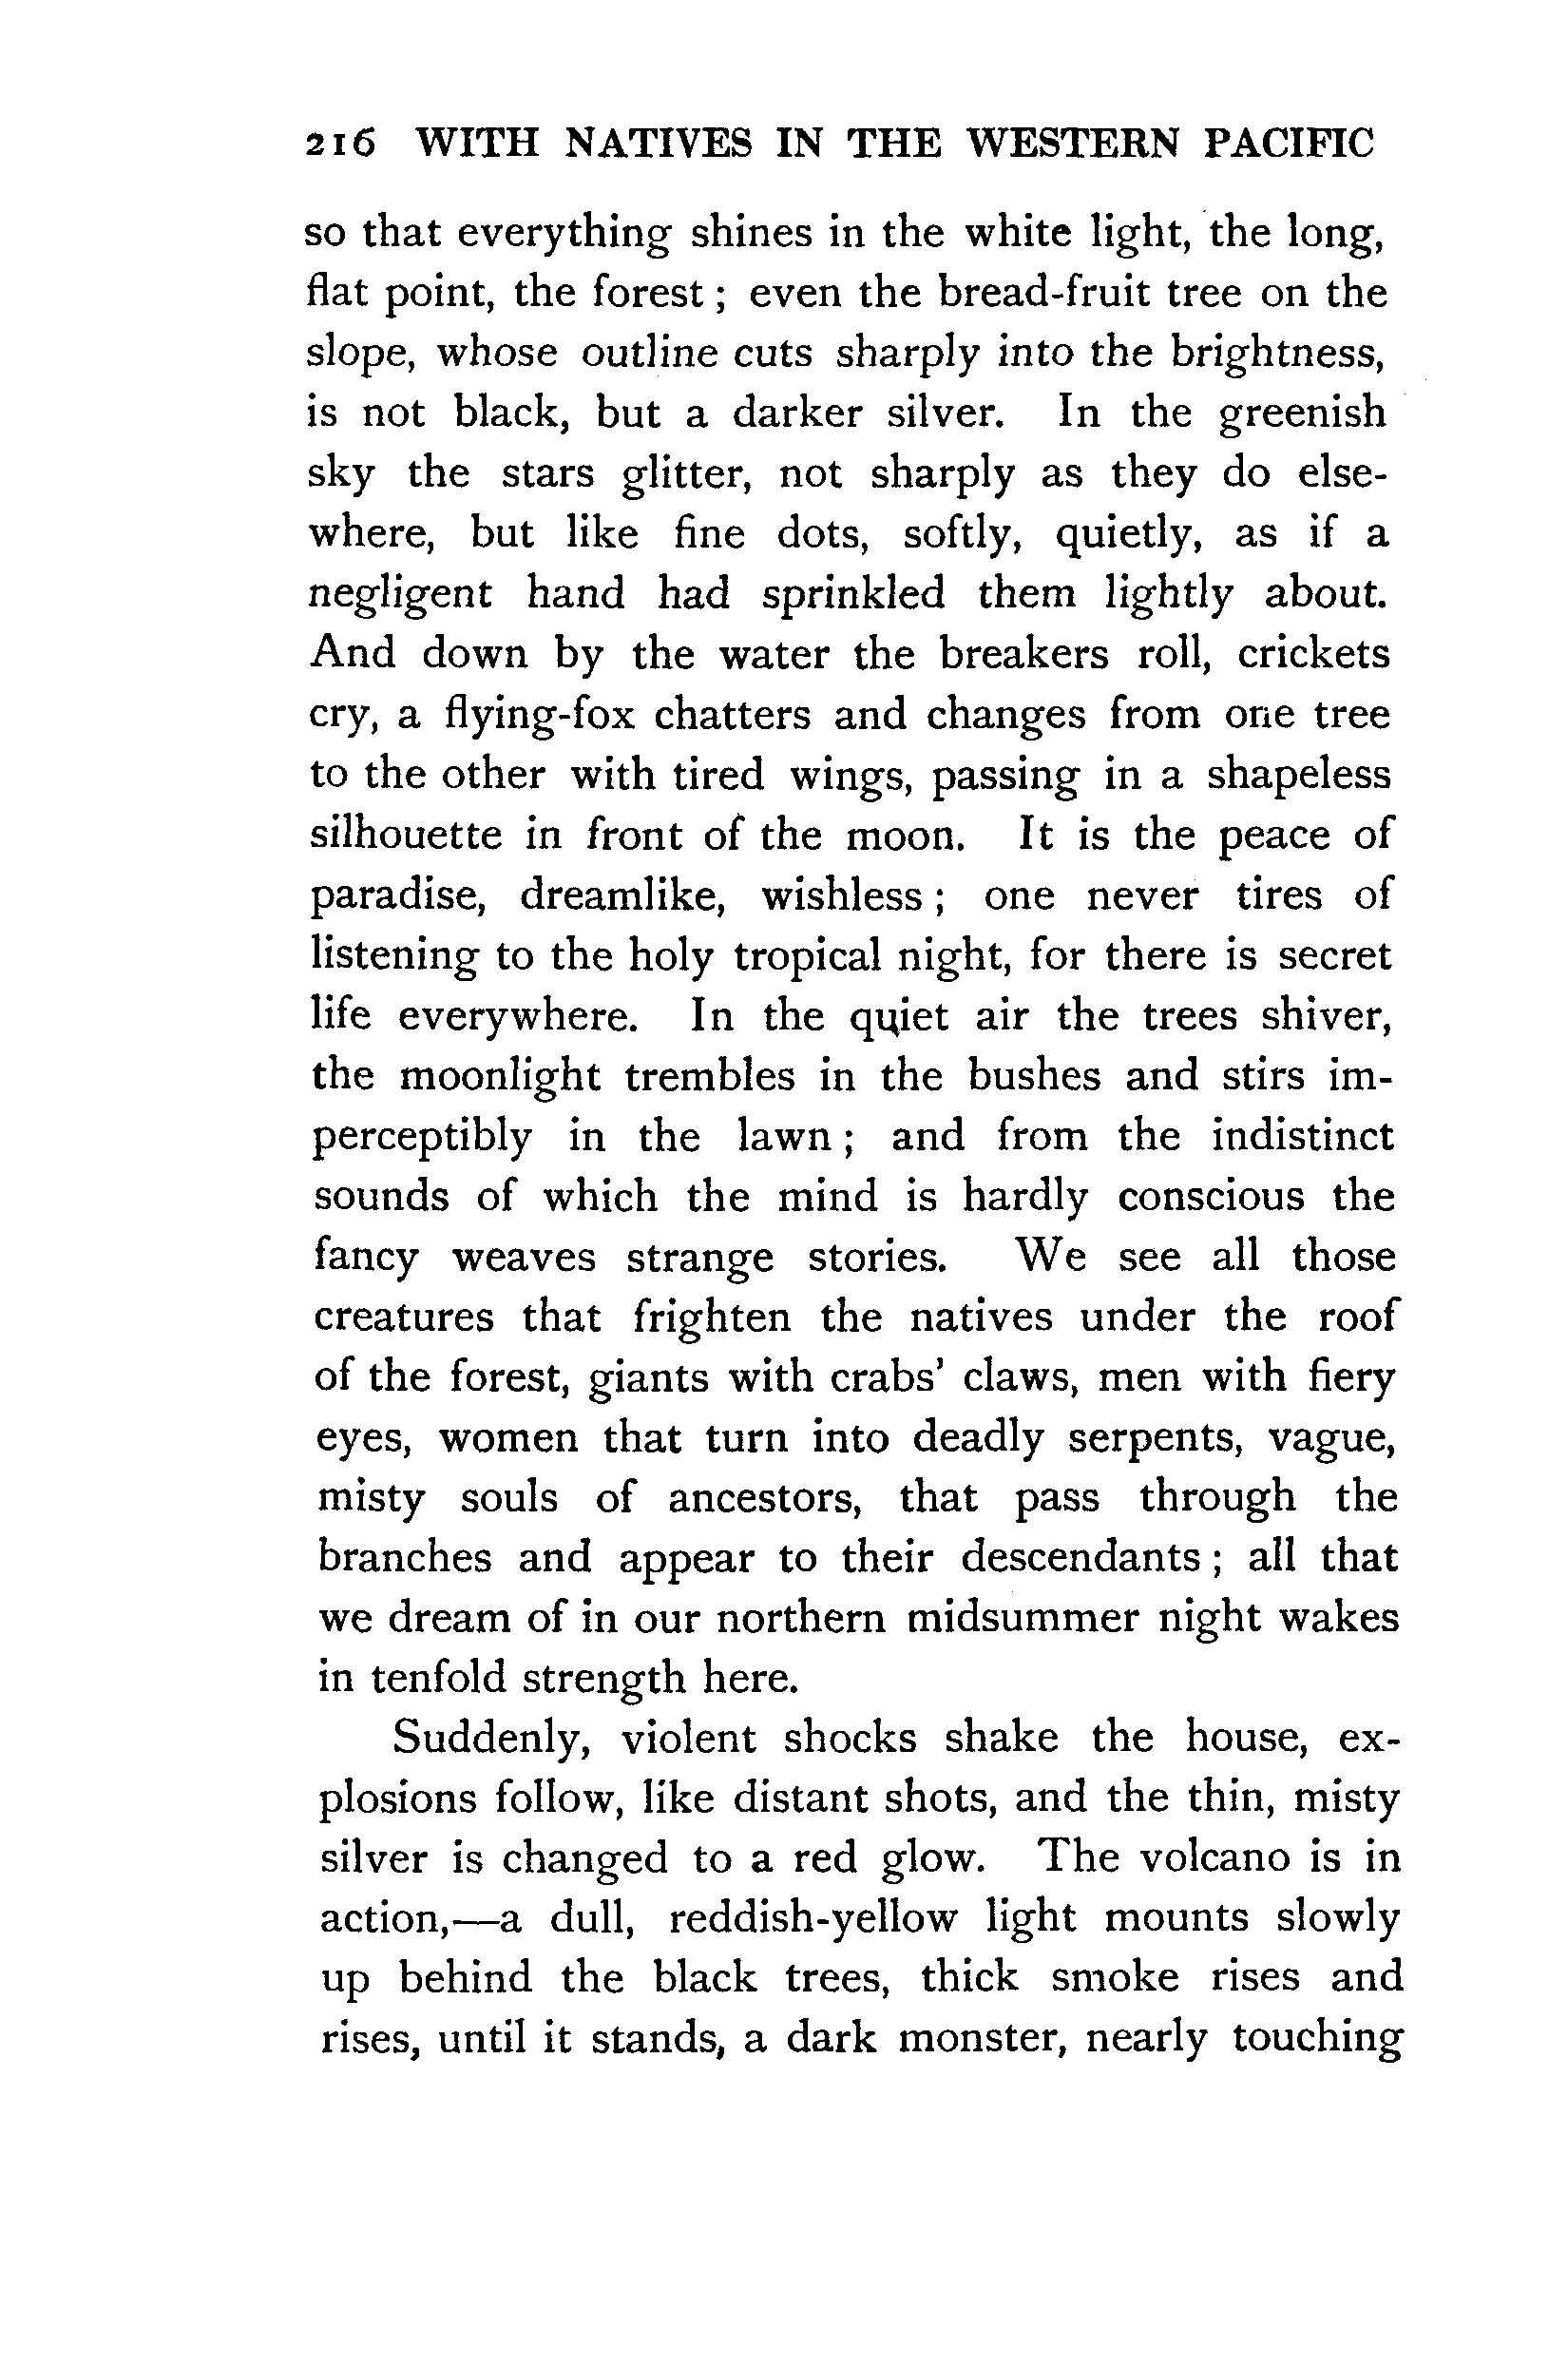 216 WITH NATIVES IN THE WESTERN PACIFIC
so that everything shines in the white light, the long,
flat point, the forest ; even the bread-fruit tree on the
slope, whose outline cuts sharply into the brightness,
is not black, but a darker silver. In the greenish
sky the stars glitter, not sharply as they do else-
where, but like fine dots, softly, quietly, as if a
negligent hand had sprinkled them lightly about.
And down by the water the breakers roll, crickets
cry, a flying-fox chatters and changes from one tree
to the other with tired wings, passing in a shapeless
silhouette in front of the moon. It is the peace of
paradise, dreamlike, wishless ; one never tires of
listening to the holy tropical night, for there is secret
life everywhere. In the quiet air the trees shiver,
the moonlight trembles in the bushes and stirs im-
perceptibly in the lawn ; and from the indistinct
sounds of which the mind is hardly conscious the
fancy weaves strange stories. We see all those
creatures that frighten the natives under the roof
of the forest, giants with crabs' claws, men with fiery
eyes, women that turn into deadly serpents, vague,
misty souls of ancestors, that pass through the
branches and appear to their descendants ; all that
we dream of in our northern midsummer night wakes
in tenfold strength here.
Suddenly, violent shocks shake the house, ex-
plosions follow, like distant shots, and the thin, misty
silver is changed to a red glow. The volcano is in
action,—a dull, reddish-yellow light mounts slowly
up behind the black trees, thick smoke rises and
rises, until it stands, a dark monster, nearly touching